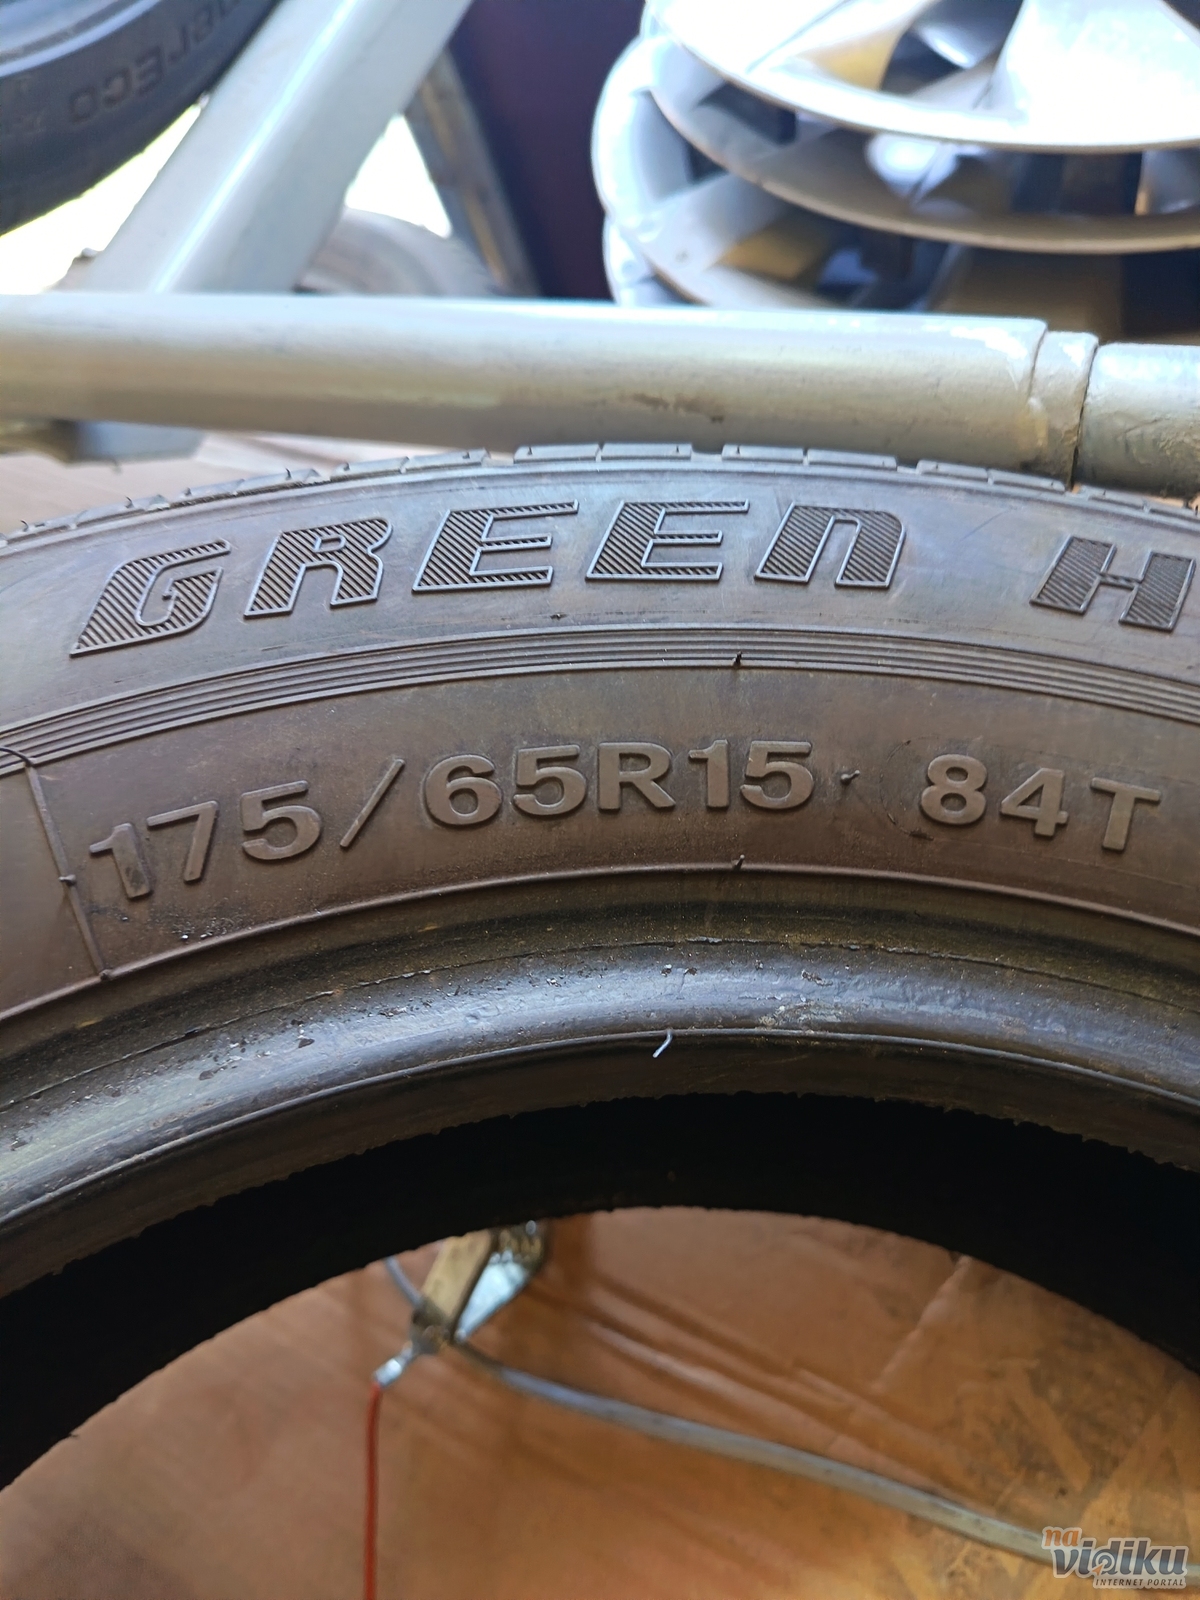 GREEN H
175/65R15 84T
na
vidiku
INTERNET PORTAL